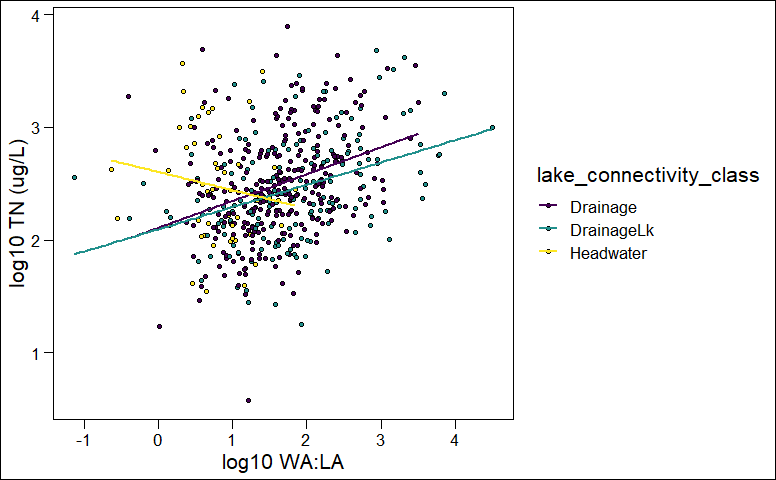 4
3
2
1
log10 TN (ug/L)
-1 0 1 2 3 4
log10 WA:LA
lake_connectivity_class
Drainage
DrainageLk
Headwater